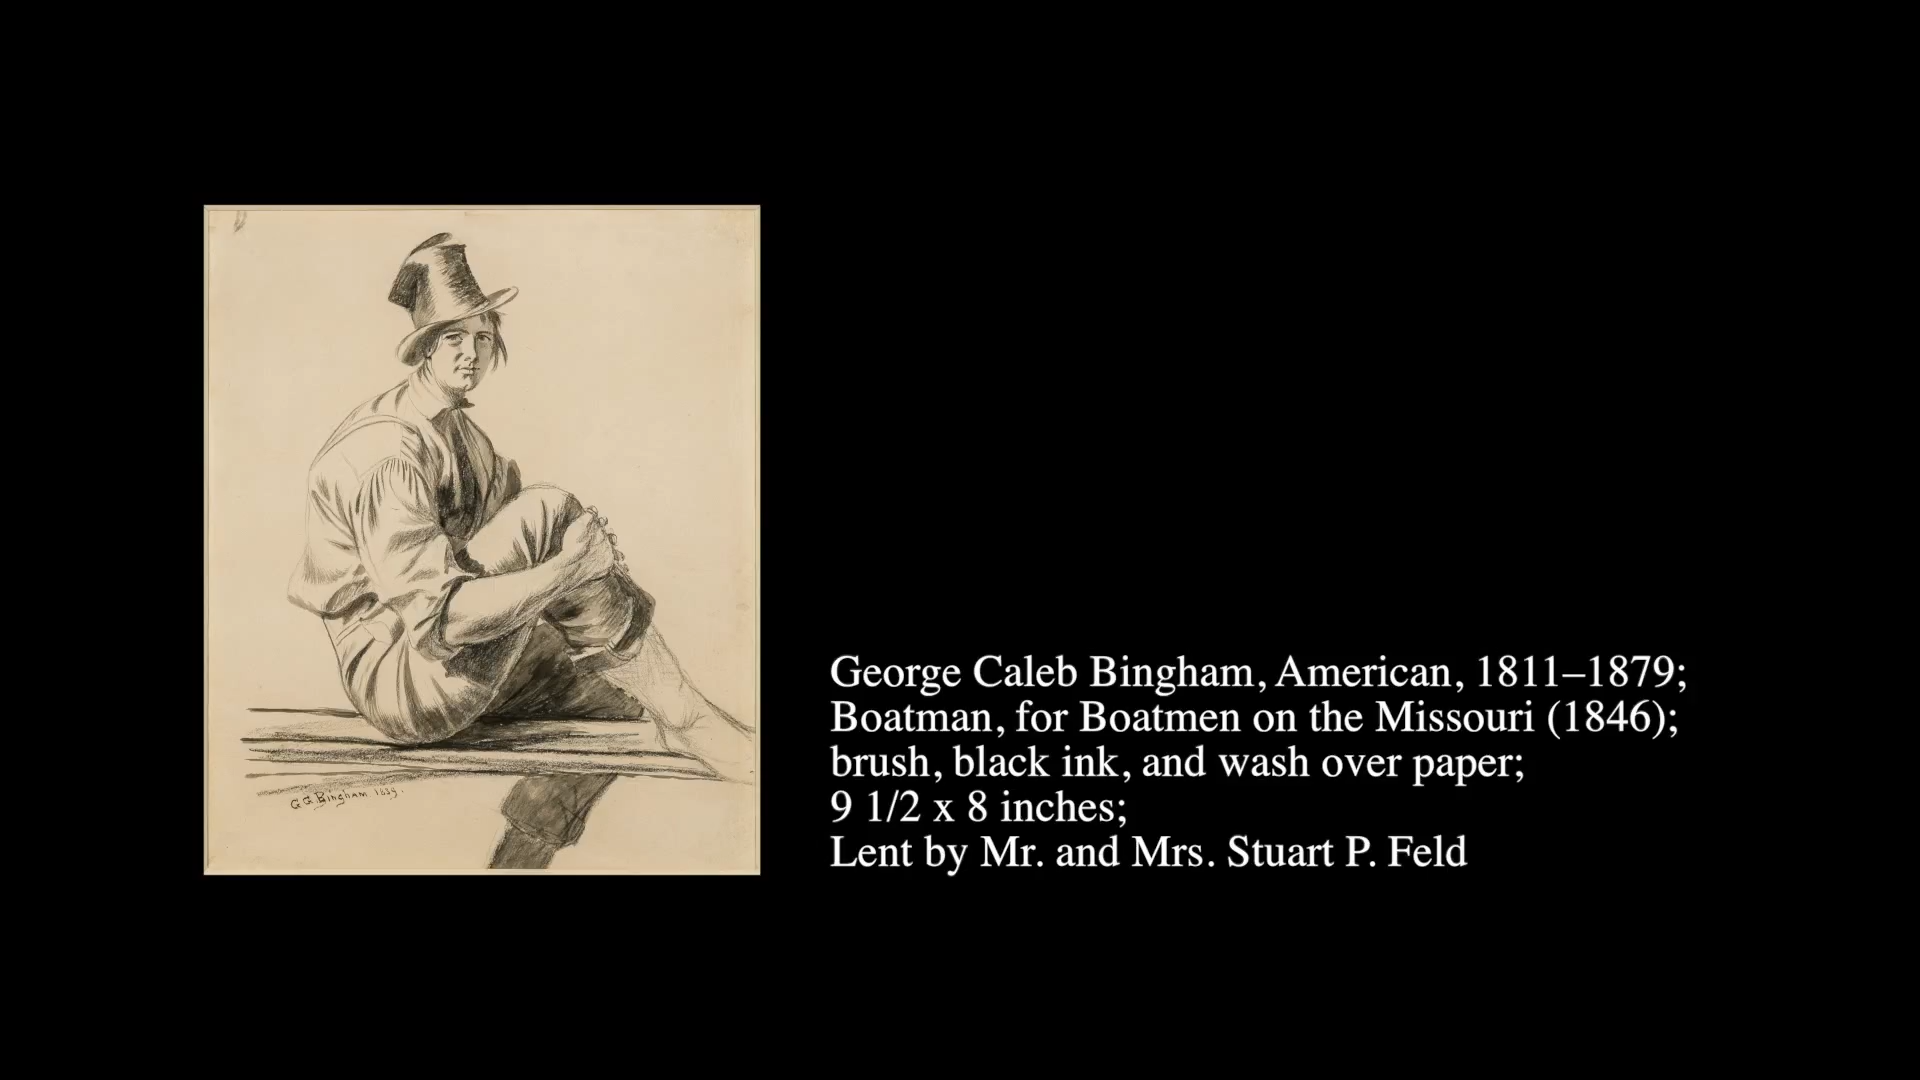 George Caleb Bingham, American, 1811–1879;
Boatman, for Boatmen on the Missouri (1846);
brush, black ink, and wash over paper;
9 1/2 x 8 inches;
Lent by Mr. and Mrs. Stuart P. Feld
Bingham